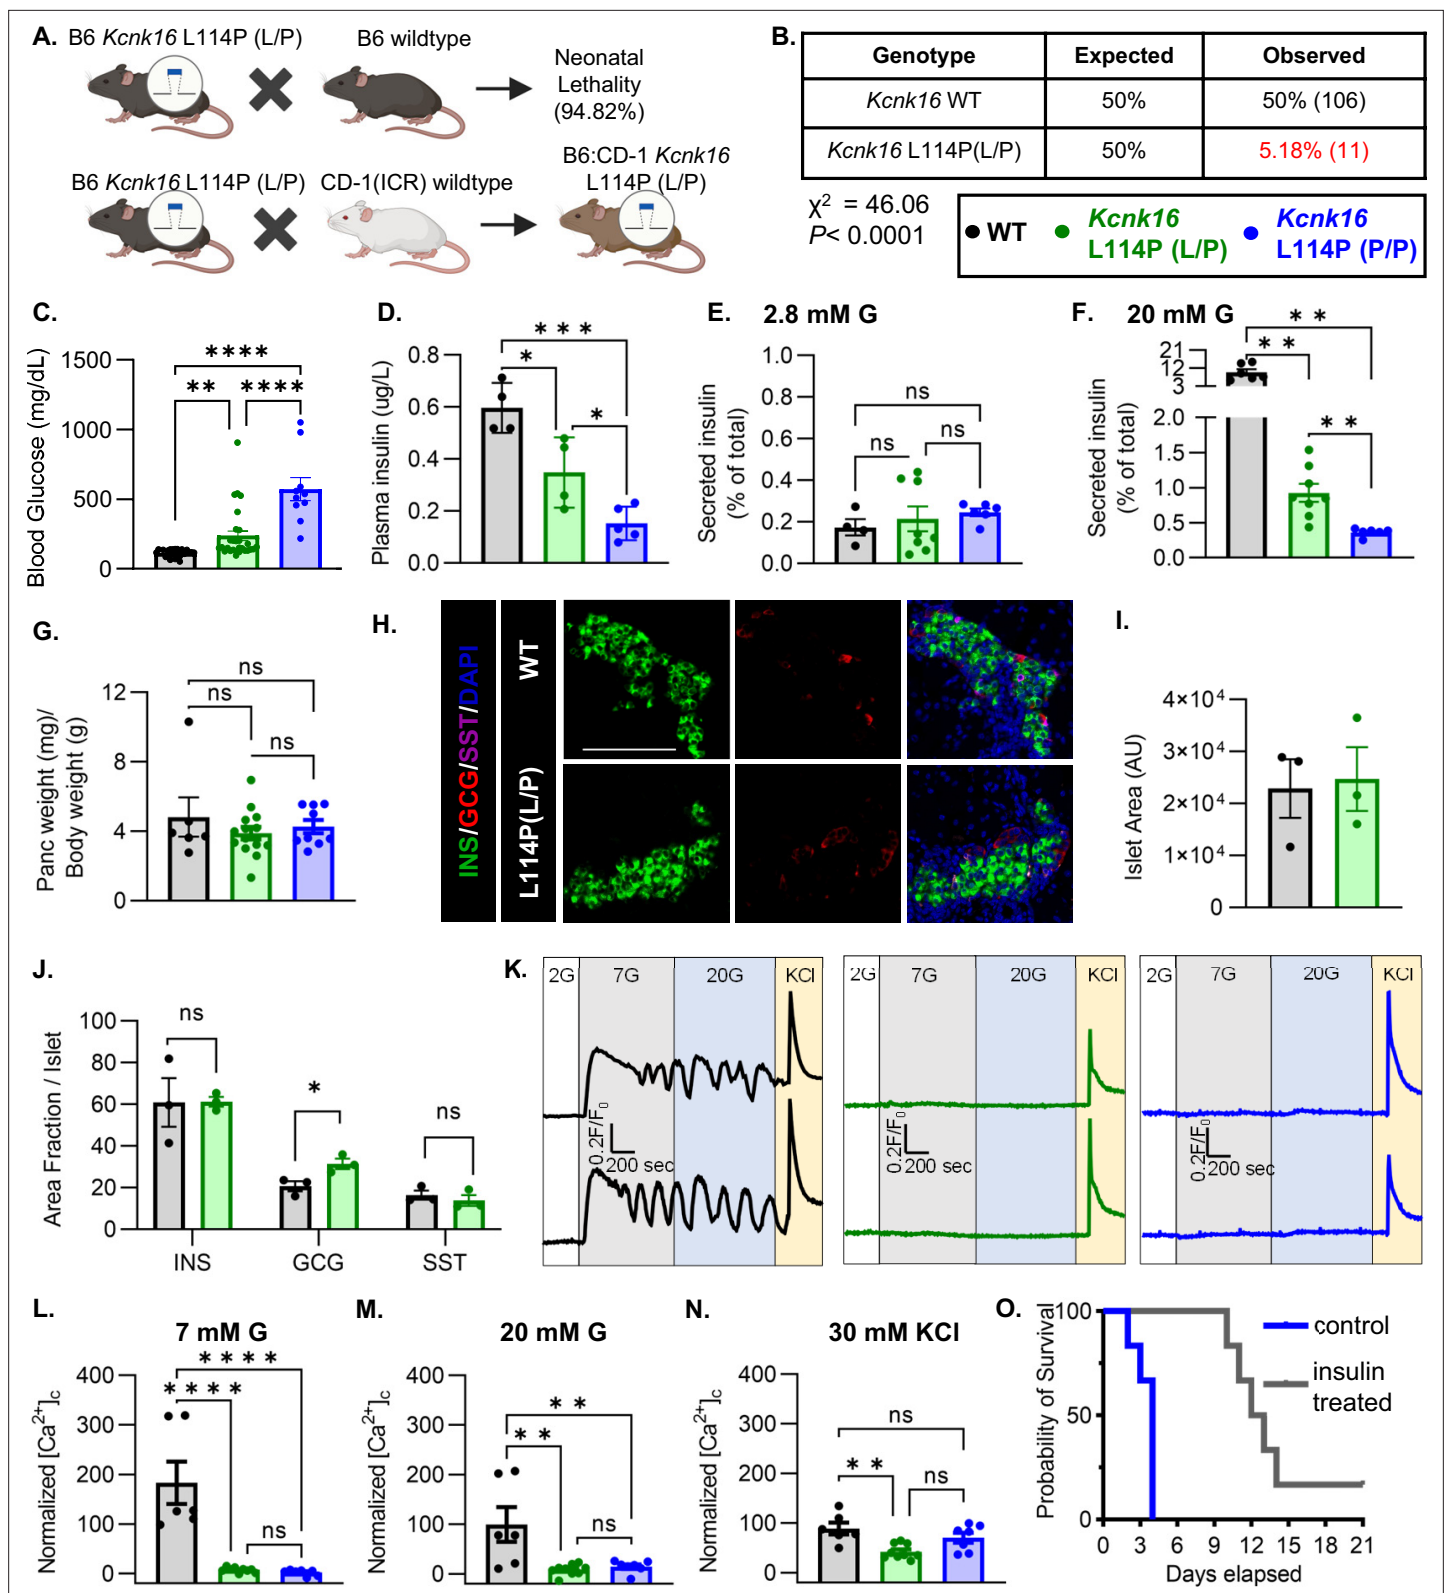 A.
B6 Kcnk16 L114P (L/P)
B6 wildtype
Neonatal
Lethality
(94.82%)
B6 Kcnk16 L114P (L/P)
CD-1(ICR) wildtype
B6:CD-1 Kcnk16
L114P (L/P)
B.
Genotype Expected Observed
Kcnk16 WT 50% 50% (106)
Kcnk16 L114P(L/P) 50% 5.18% (11)
χ² = 46.06
P< 0.0001
WT
Kcnk16
L114P (L/P)
Kcnk16
L114P (P/P)
C.
Blood Glucose (mg/dL)
1500
1000
500
0
****
** ****
D.
Plasma insulin (ug/L)
0.8
0.6
0.4
0.2
0.0
***
*
*
E.
2.8 mM G
Secreted insulin
(% of total)
1.0
0.8
0.6
0.4
0.2
0.0
ns
ns
ns
F.
20 mM G
Secreted insulin
(% of total)
21
12
3
2.0
1.5
1.0
0.5
0.0
**
**
**
G.
Panc weight (mg)/
Body weight (g)
12
8
4
0
ns
ns
ns
H.
INS/GCG/SST/DAPI
WT
L114P(L/P)
I.
Islet Area (AU)
4×10⁴
3×10⁴
2×10⁴
1×10⁴
0
J.
Area Fraction / Islet
100
80
60
40
20
0
ns
*
ns
INS GCG SST
K.
2G 7G 20G KCl
0.2F/F₀
200 sec
2G 7G 20G KCl
0.2F/F₀
200 sec
2G 7G 20G KCl
0.2F/F₀
200 sec
L.
7 mM G
Normalized [Ca²⁺]c
400
300
200
100
0
****
****
ns
M.
20 mM G
Normalized [Ca²⁺]c
400
300
200
100
0
**
**
ns
N.
30 mM KCl
Normalized [Ca²⁺]c
400
300
200
100
0
ns
**
ns
O.
Probability of Survival
100
50
0
control
insulin
treated
0 3 6 9 12 15 18 21
Days elapsed